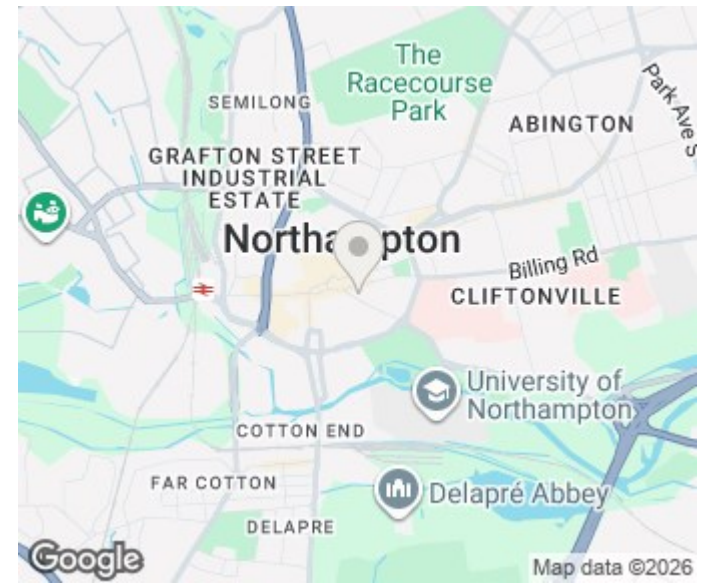 The
Racecourse
Park
Park Ave S
SEMILONG
ABINGTON
GRAFTON STREET
INDUSTRIAL
ESTATE
Billing Rd
CLIFTONVILLE
University of
Northampton
COTTON END
FAR COTTON
Delapré Abbey
DELAPRE
Google
Map data ©2026